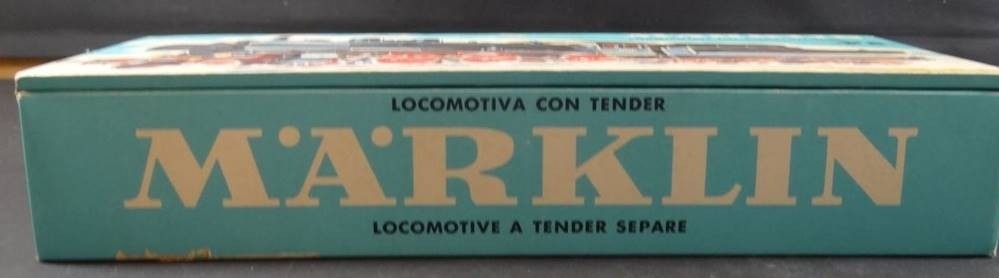 LOCOMOTIVA CON TENDER
MÄRKLIN
LOCOMOTIVE A TENDER SEPARE